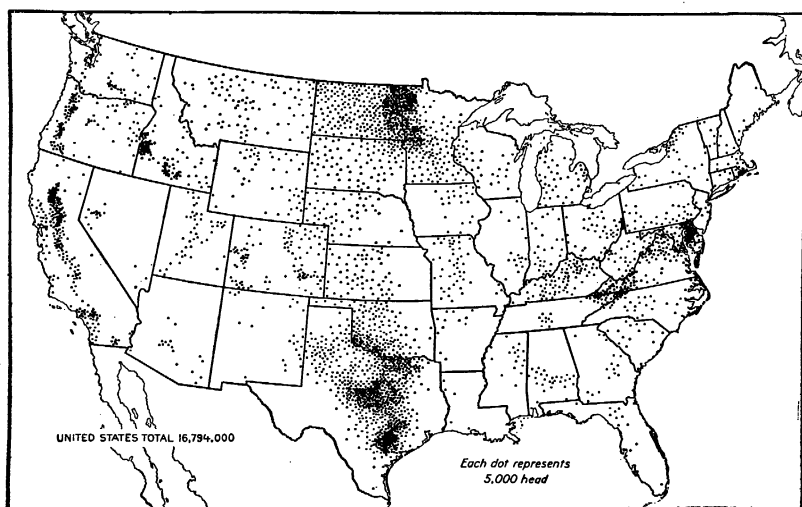 UNITED STATES TOTAL 16,794,000
Each dot represents
5,000 head